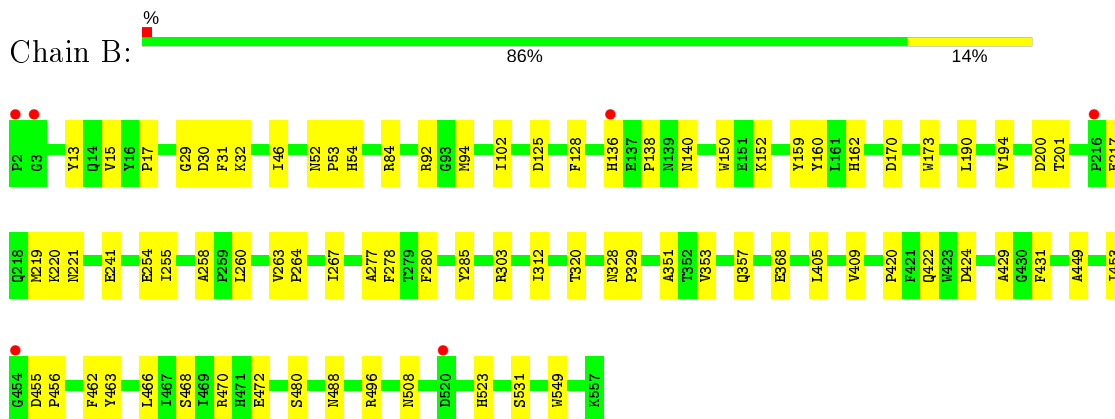 %
Chain B:
86% 14%
P2 G3 Y13 Q14 V15 Y16 P17 G29 D30 F31 K32 I46 N52 P53 H54 R84 R92 G93 M94 I102 D125 F128 H136 E137 P138 N139 N140 W150 E151 K152 Y159 Y160 L161 H162 D170 W173 L190 V194 D200 T201 P216
Q218 M219 K220 N221 E241 E254 I255 A258 P259 L260 V263 P264 I267 A277 F278 T279 F280 Y285 R303 I312 T320 N328 P329 A351 T352 V353 Q357 E368 L405 V409 P420 F421 Q422 W423 D424 A429 G430 F431 A449
G454 D455 P456 F462 Y463 L466 I467 S468 I469 R470 H471 E472 S480 N488 R496 N508 D520 H523 S531 W549 K557